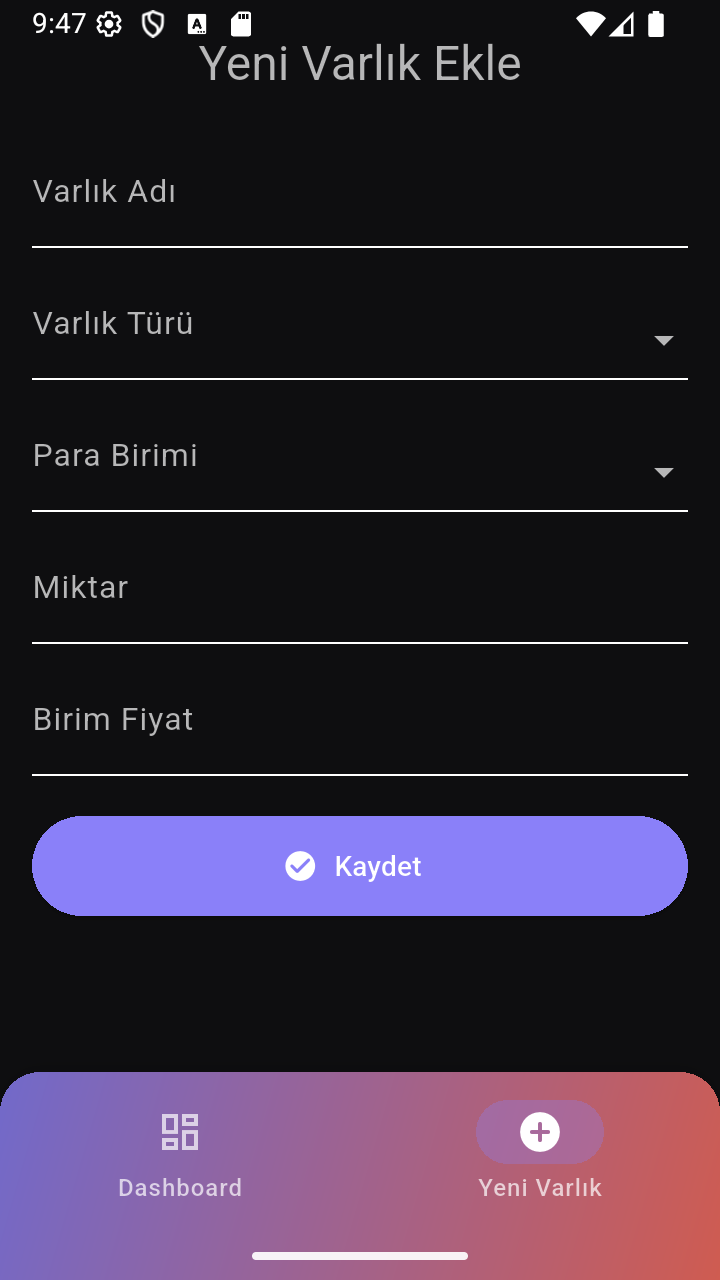 9:47
Yeni Varlık Ekle
Varlık Adı
Varlık Türü
Para Birimi
Miktar
Birim Fiyat
Kaydet
Dashboard
Yeni Varlık